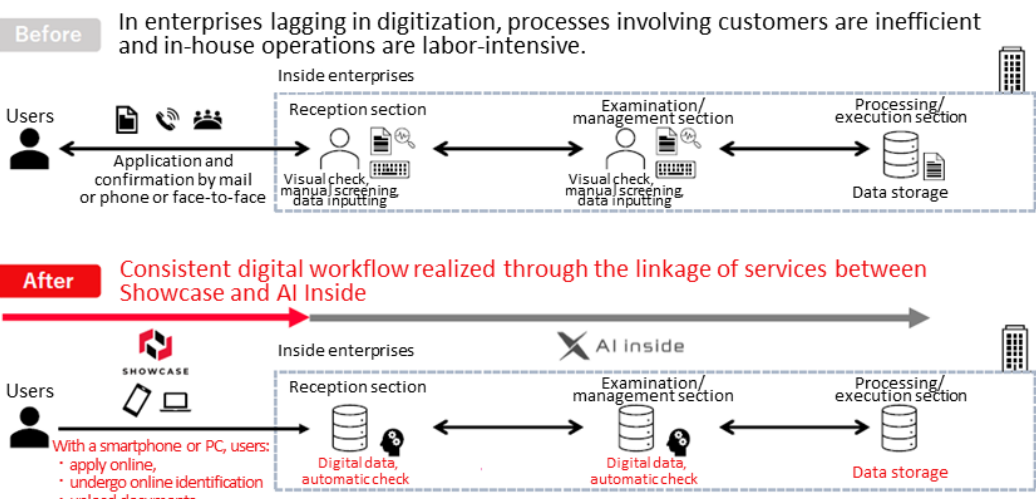 Before
In enterprises lagging in digitization, processes involving customers are inefficient
and in-house operations are labor-intensive.
Inside enterprises
Users
Reception section
Examination/
management section
Processing/
execution section
Application and
confirmation by mail
or phone or face-to-face
Visual check,
manual screening,
data inputting
Visual check,
manual screening,
data inputting
Data storage
After
Consistent digital workflow realized through the linkage of services between
Showcase and AI Inside
SHOWCASE
Inside enterprises
AI inside
Users
Reception section
Examination/
management section
Processing/
execution section
With a smartphone or PC, users:
・apply online,
・undergo online identification
・upload documents
Digital data,
automatic check
Digital data,
automatic check
Data storage